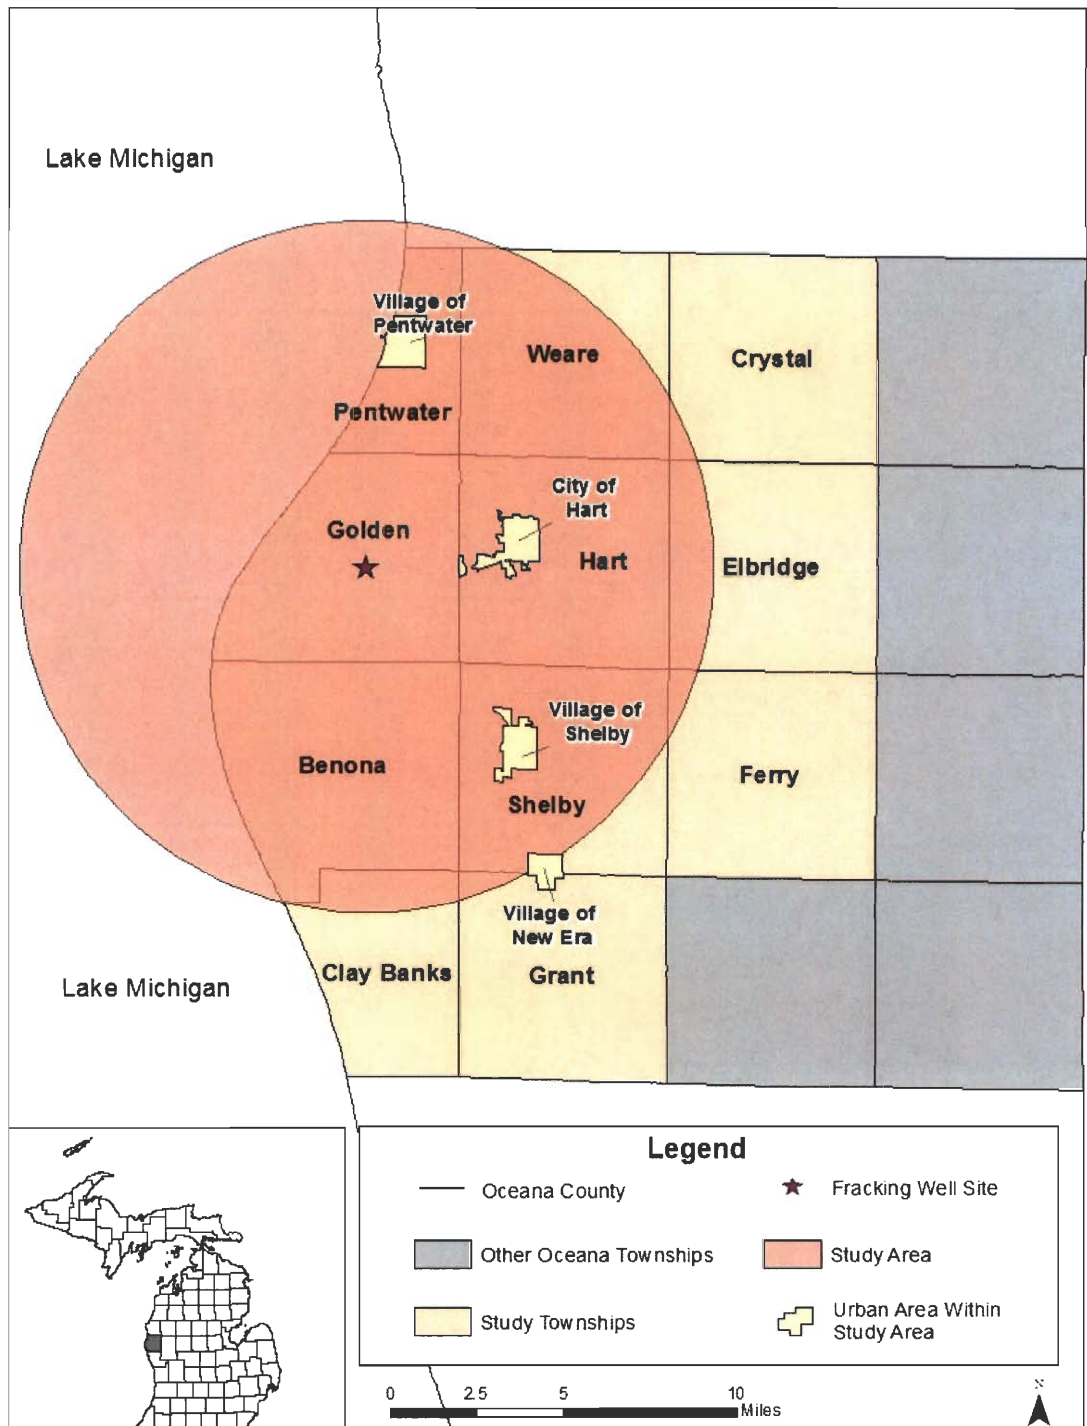 Lake Michigan
Village of
Pentwater
Weare
Crystal
Pentwater
City of
Hart
Golden
Hart
Elbridge
Village of
Shelby
Benona
Ferry
Shelby
Village of
New Era
Clay Banks
Grant
Lake Michigan
Legend
Oceana County
Fracking Well Site
Other Oceana Townships
Study Area
Study Townships
Urban Area Within
Study Area
0 2.5 5 10
Miles
N